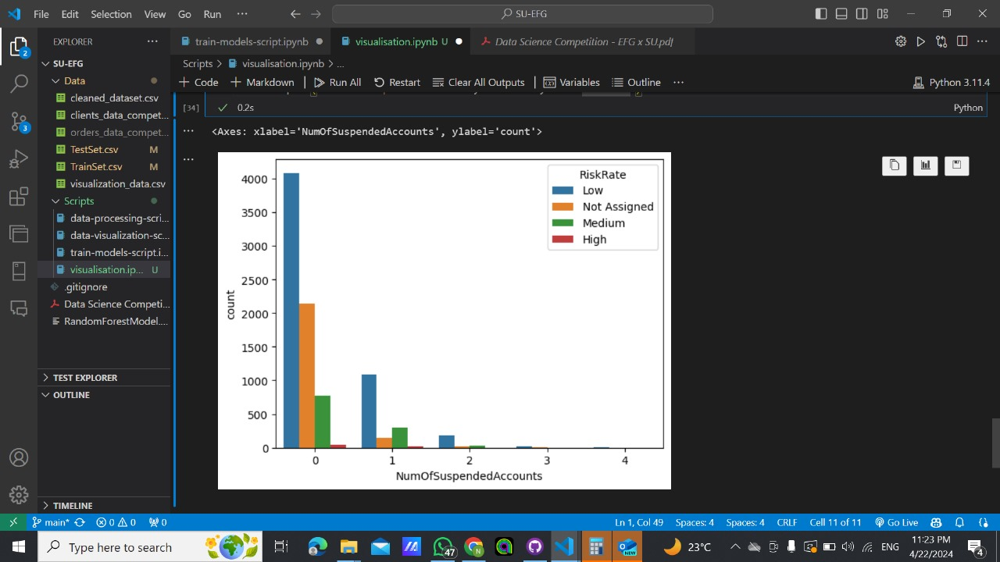 File Edit Selection View Go Run ··· SU-EFG
EXPLORER ···
2
SU-EFG
Data
cleaned_dataset.csv
clients_data_compet...
orders_data_compet...
TestSet.csv M
TrainSet.csv M
visualization_data.csv
Scripts
data-processing-scri...
data-visualization-sc...
train-models-script.i...
visualisation.ip... U
.gitignore
Data Science Competi...
RandomForestModel....
3
TEST EXPLORER
OUTLINE
TIMELINE
train-models-script.ipynb
visualisation.ipynb U
Data Science Competition - EFG x SU.pdf
Scripts > visualisation.ipynb > ...
+ Code + Markdown | Run All Restart Clear All Outputs | Variables Outline ··· Python 3.11.4
[34] ✓ 0.2s Python
<Axes: xlabel='NumOfSuspendedAccounts', ylabel='count'>
RiskRate
Low
Not Assigned
Medium
High
4000
3500
3000
2500
2000
1500
1000
500
0
count
0 1 2 3 4
NumOfSuspendedAccounts
main* 0 0 0 Ln 1, Col 49 Spaces: 4 Spaces: 4 CRLF Cell 11 of 11 Go Live
Type here to search 47 N NEW 23°C ENG 11:23 PM
4/22/2024
4